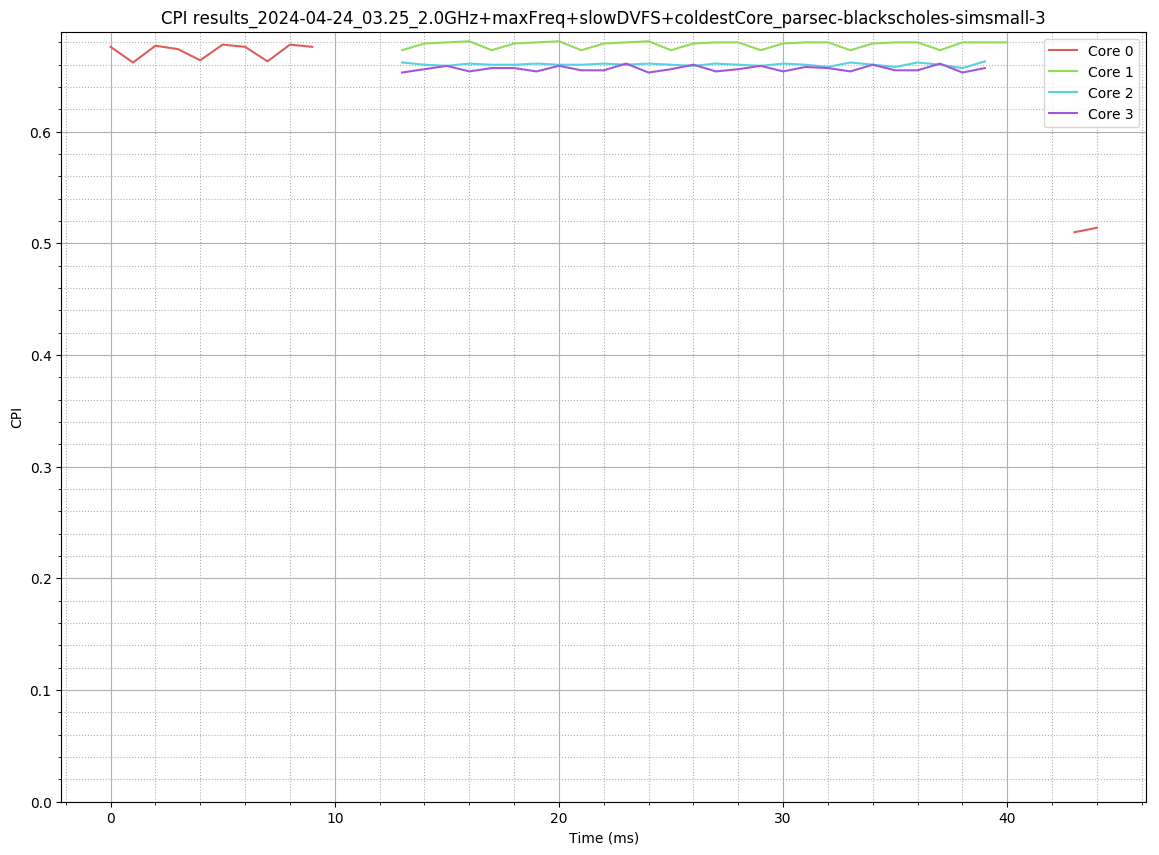 CPI results_2024-04-24_03.25_2.0GHz+maxFreq+slowDVFS+coldestCore_parsec-blackscholes-simsmall-3
Core 0
Core 1
Core 2
Core 3
CPI
0.6
0.5
0.4
0.3
0.2
0.1
0.0
0
10
20
30
40
Time (ms)